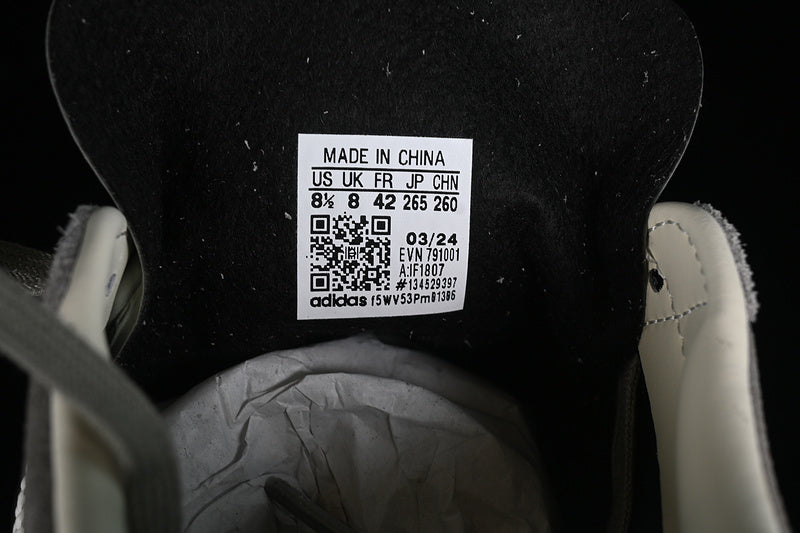 MADE IN CHINA
US UK FR JP CHN
8½ 8 42 265 260
03/24
EVN 791001
A:IF1807
#134529397
adidas f5WV53PmB13B6